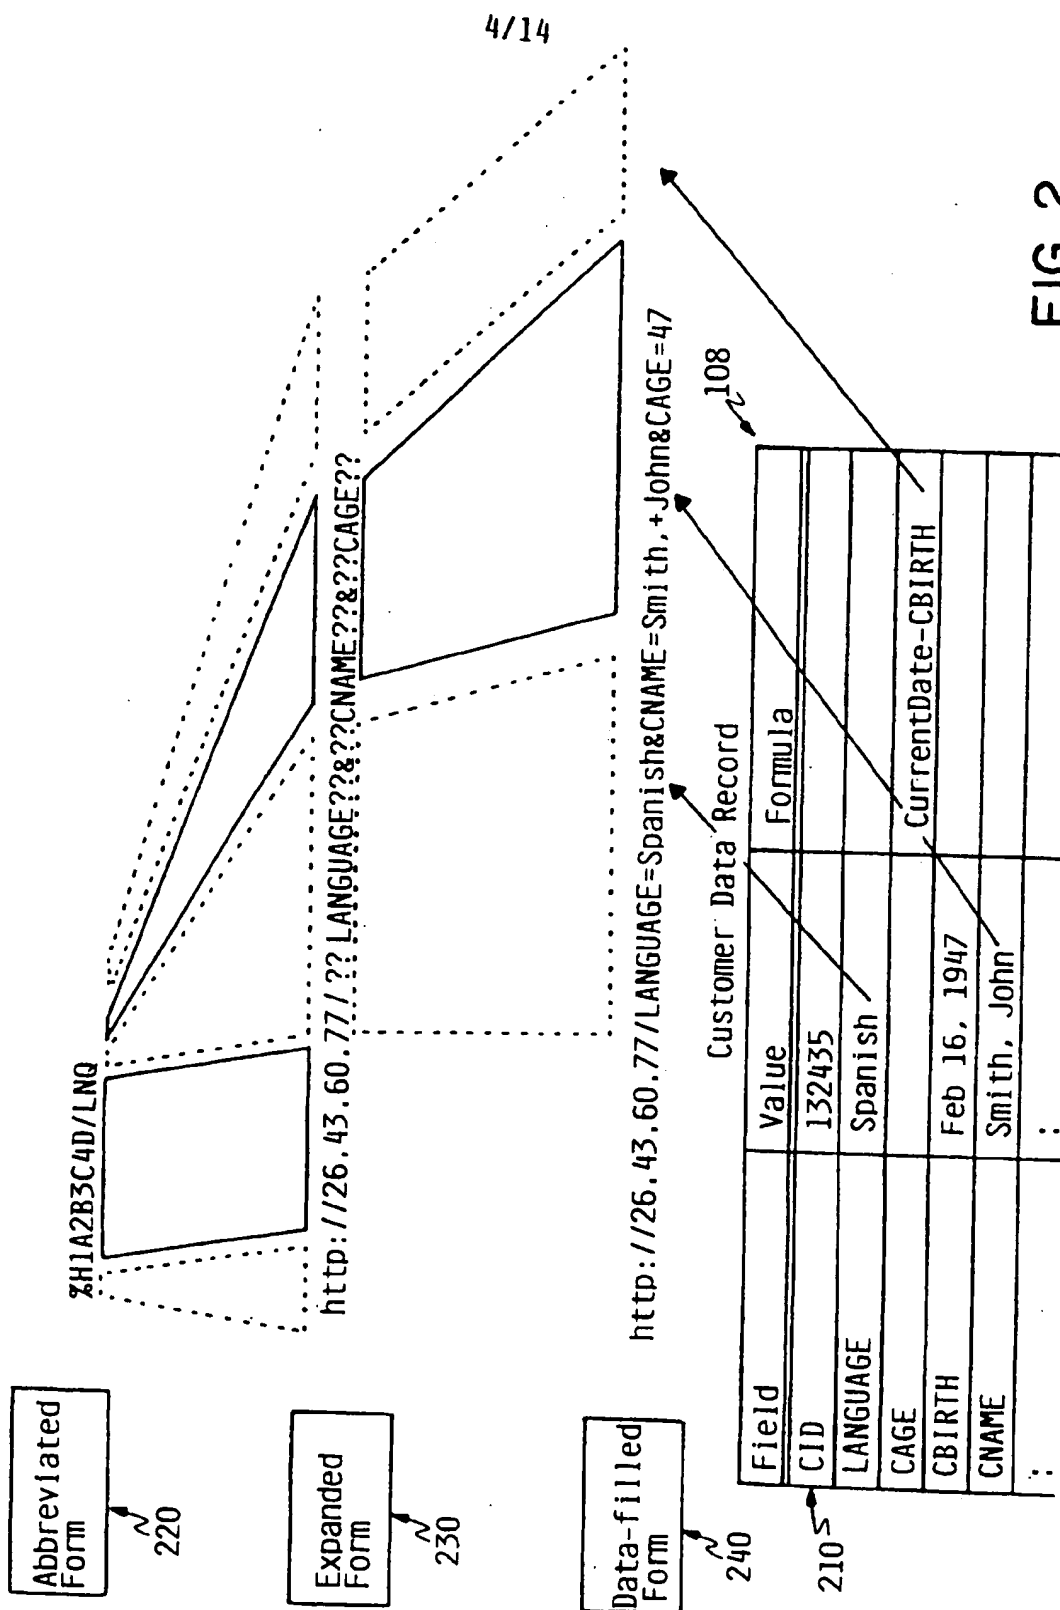 4/14
Abbreviated Form
220
%H1A2B3C4D/LNQ
Expanded Form
230
http://26.43.60.77/??LANGUAGE??&??CNAME??&??CAGE??
Data-filled Form
240
http://26.43.60.77/LANGUAGE=Spanish&CNAME=Smith,+John&CAGE=47
Customer Data Record
108
210
Field Value Formula
CID 132435
LANGUAGE Spanish
CAGE CurrentDate-CBIRTH
CBIRTH Feb 16, 1947
CNAME Smith, John
: :
FIG. 2